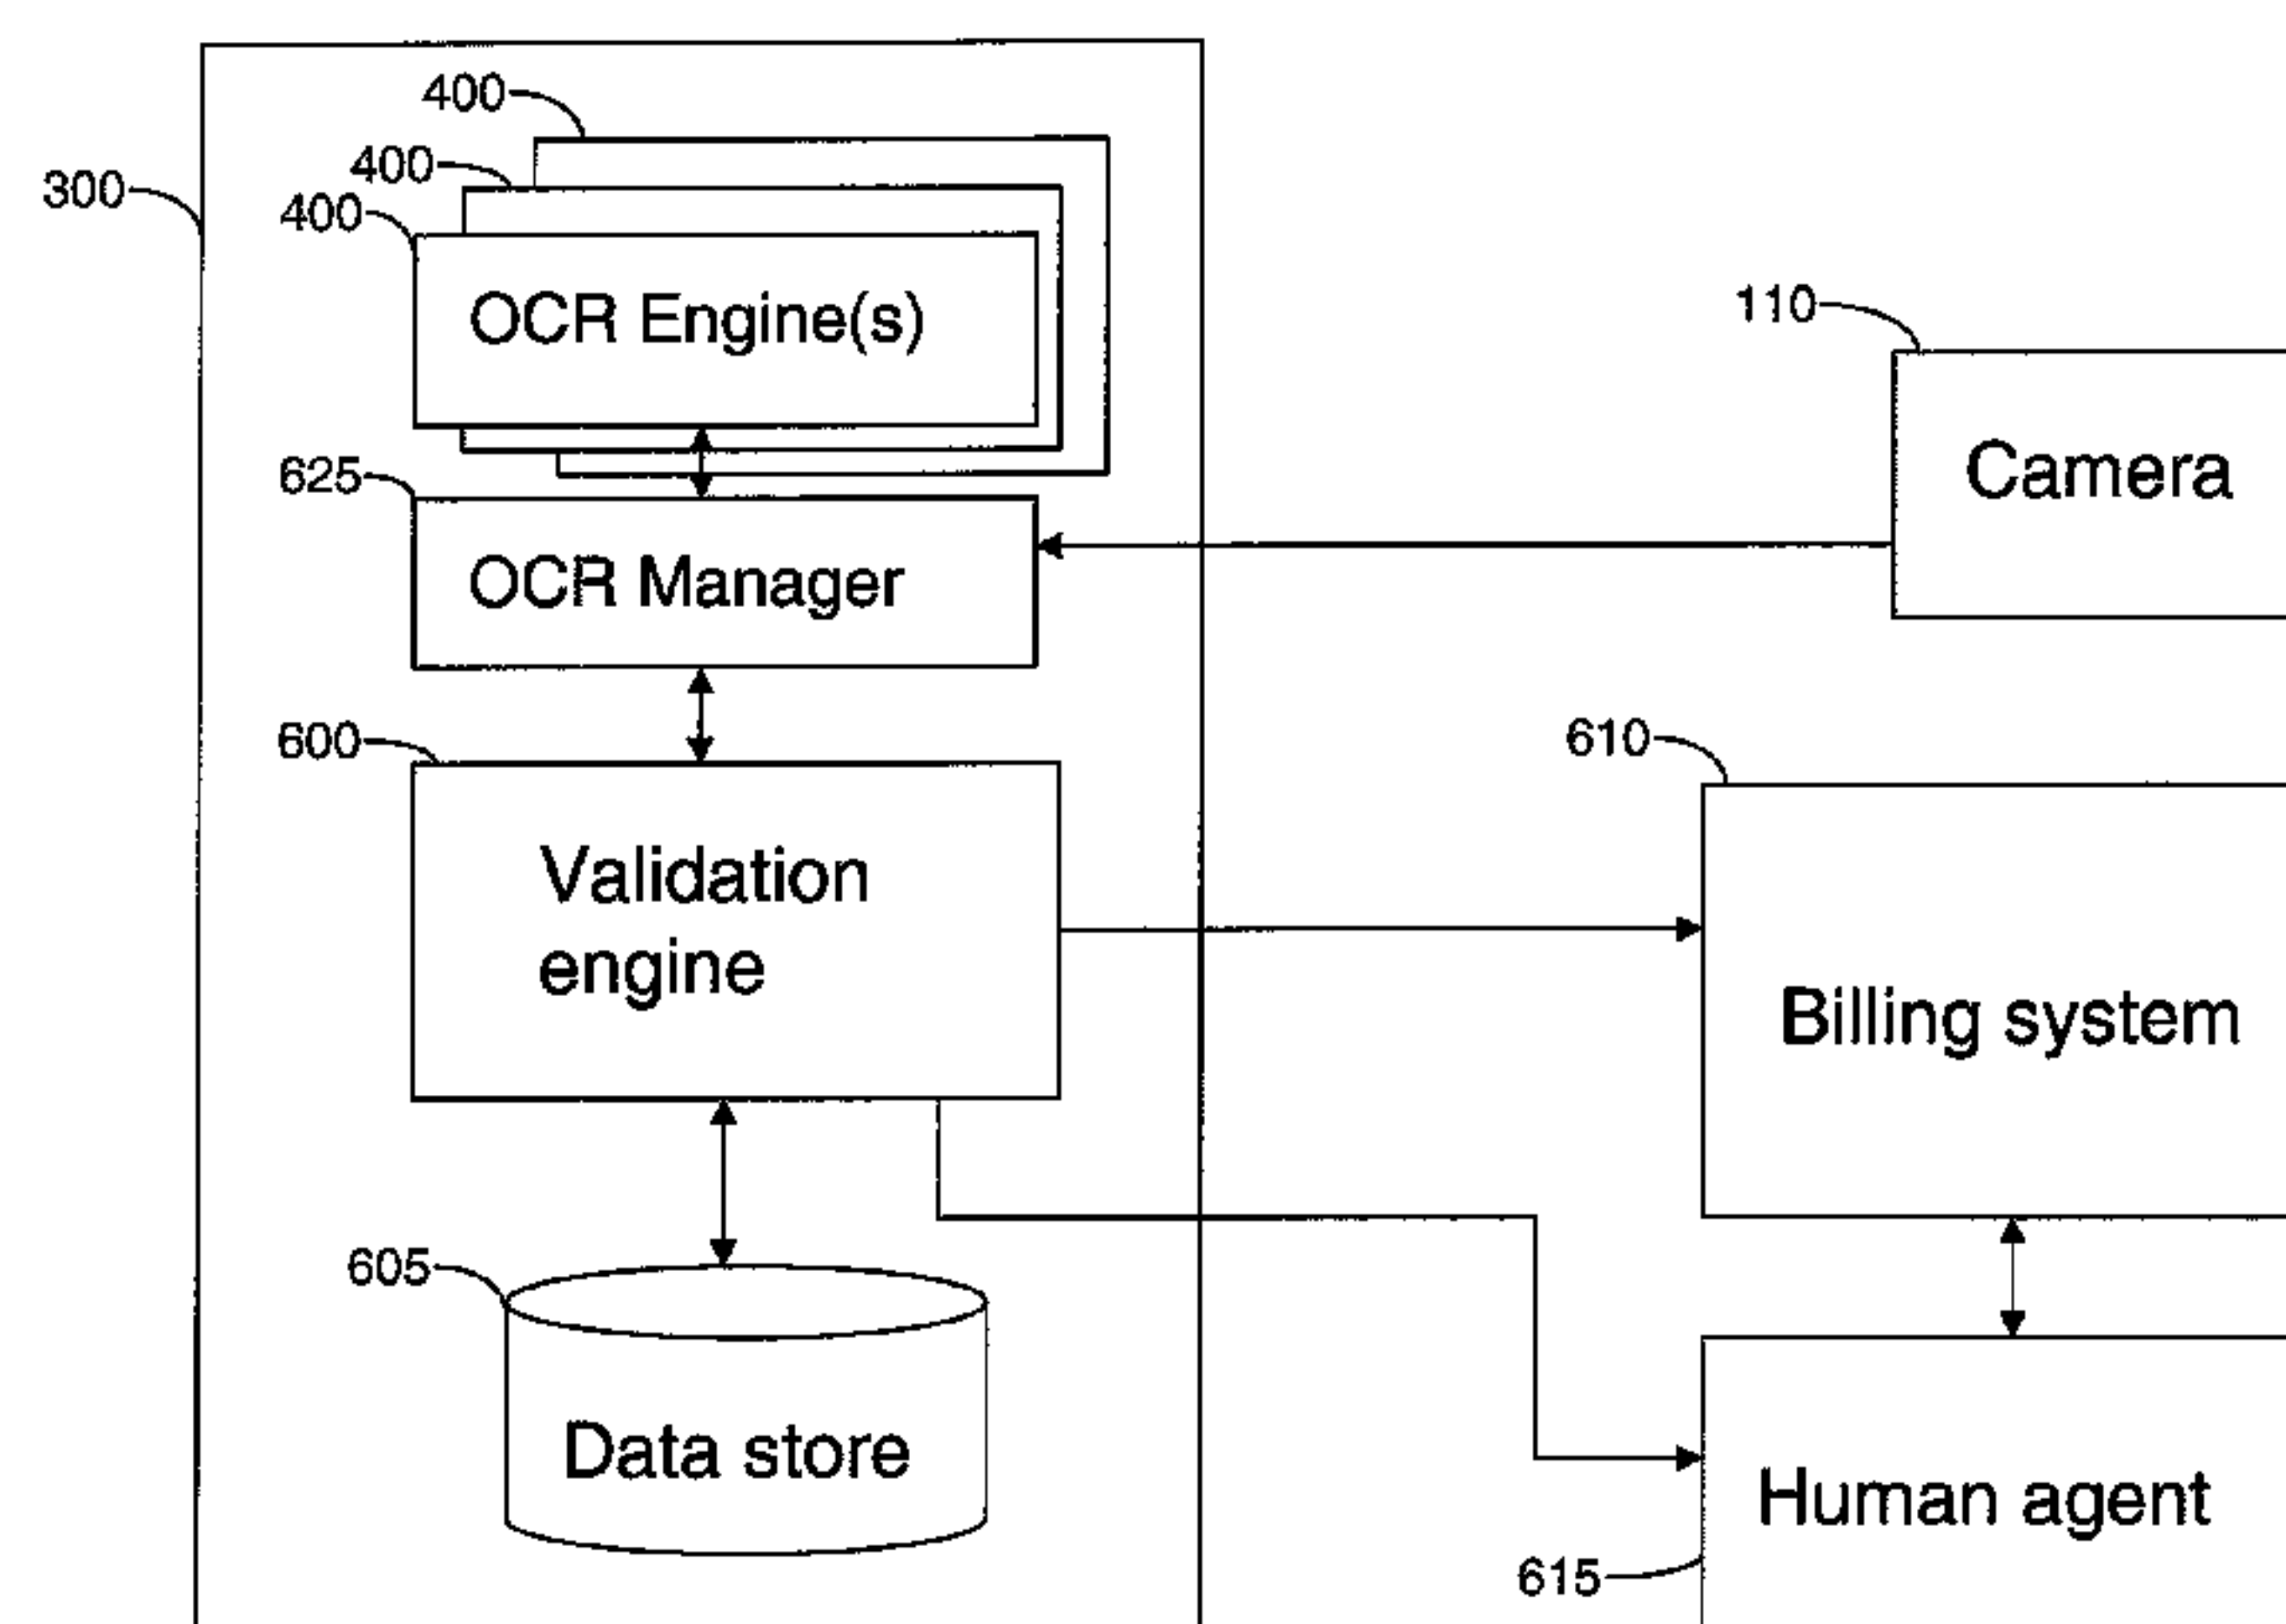 400
400
300
400
OCR Engine(s)
110
Camera
625
OCR Manager
600
610
Validation
engine
Billing system
605
Data store
Human agent
615